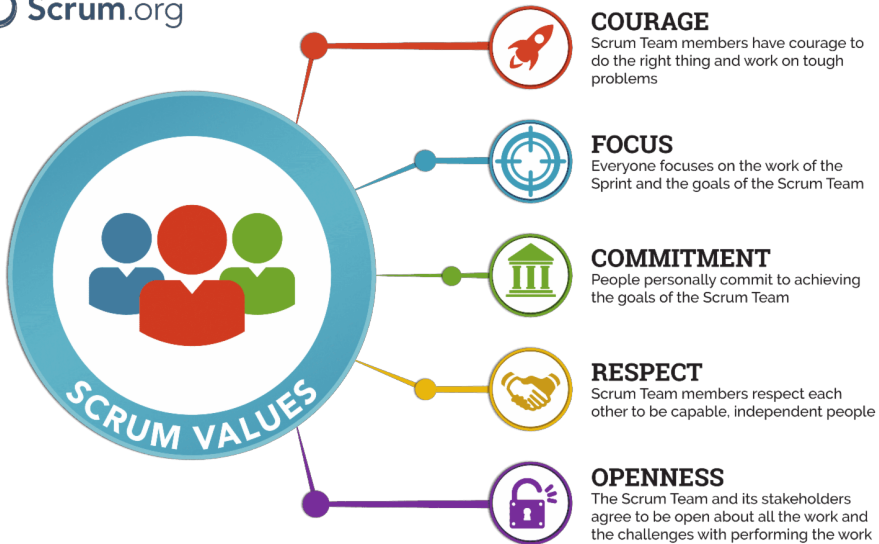 Scrum.org
COURAGE
Scrum Team members have courage to
do the right thing and work on tough
problems
FOCUS
Everyone focuses on the work of the
Sprint and the goals of the Scrum Team
COMMITMENT
People personally commit to achieving
the goals of the Scrum Team
RESPECT
Scrum Team members respect each
other to be capable, independent people
OPENNESS
The Scrum Team and its stakeholders
agree to be open about all the work and
the challenges with performing the work
SCRUM VALUES